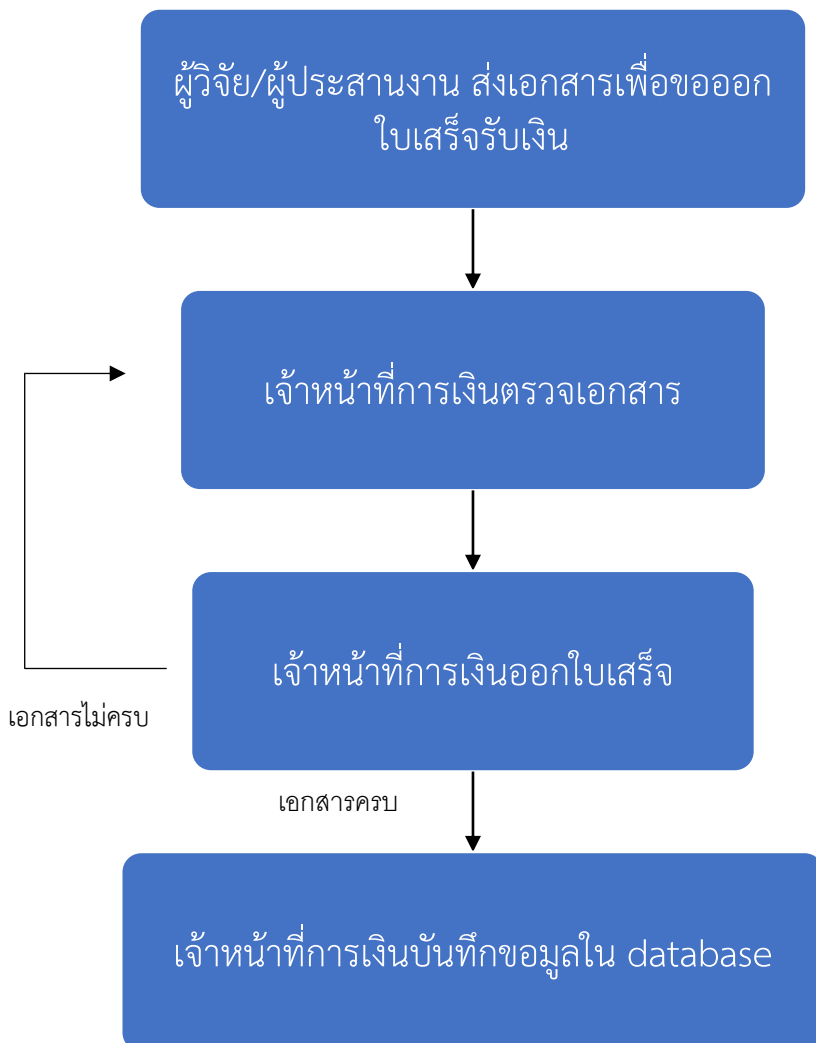 ผู้วิจัย/ผู้ประสานงาน ส่งเอกสารเพื่อขอออก
ใบเสร็จรับเงิน
เจ้าหน้าที่การเงินตรวจเอกสาร
เจ้าหน้าที่การเงินออกใบเสร็จ
เอกสารไม่ครบ
เอกสารครบ
เจ้าหน้าที่การเงินบันทึกขอมูลใน database